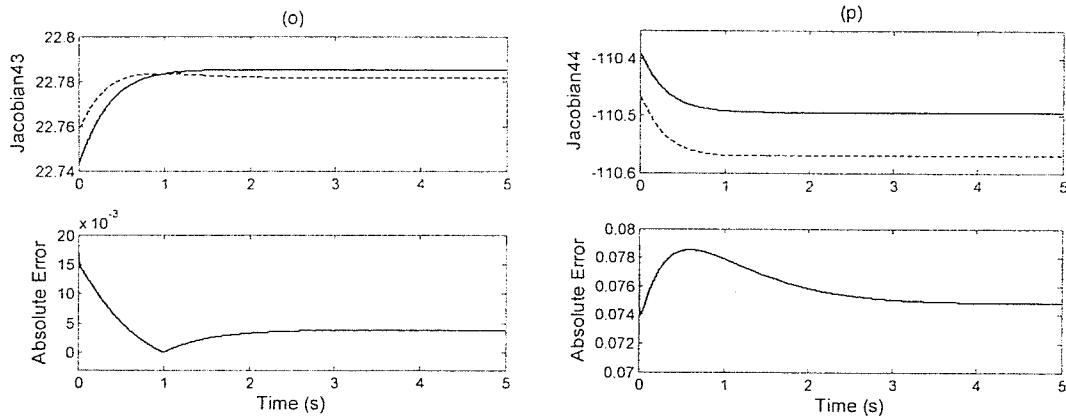 (o)
Jacobian43
22.8
22.78
22.76
22.74
0 1 2 3 4 5
Absolute Error
x 10⁻³
20
15
10
5
0
0 1 2 3 4 5
Time (s)
(p)
Jacobian44
-110.4
-110.5
-110.6
0 1 2 3 4 5
Absolute Error
0.08
0.078
0.076
0.074
0.072
0.07
0 1 2 3 4 5
Time (s)